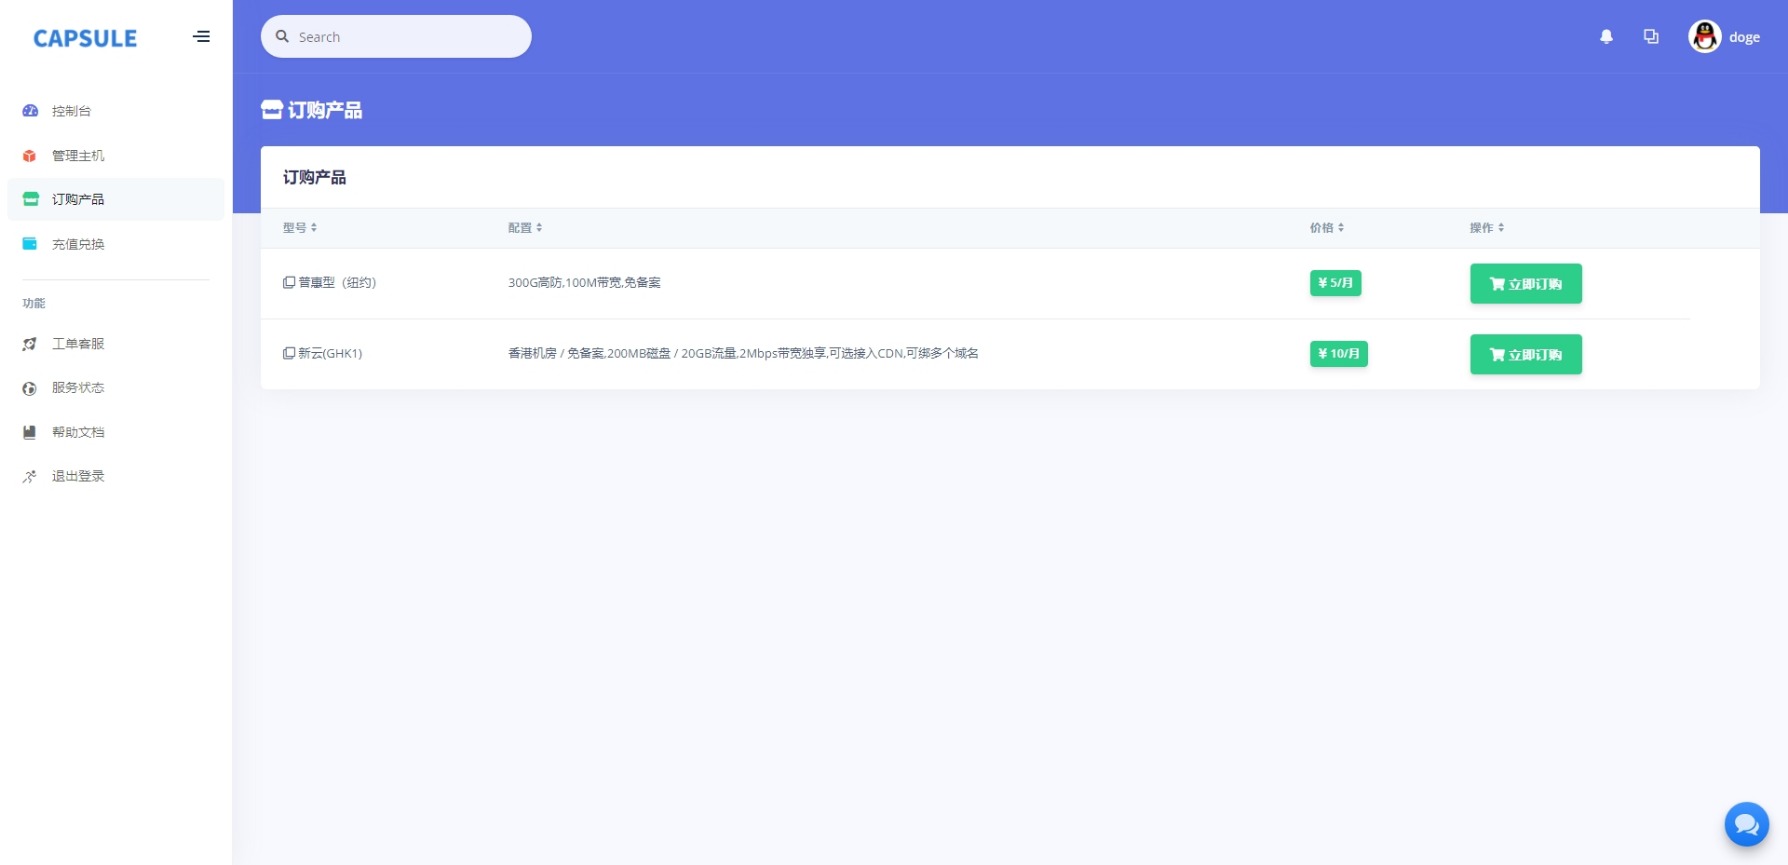 CAPSULE
Search
doge
控制台
管理主机
订购产品
充值兑换
功能
工单客服
服务状态
帮助文档
退出登录
订购产品
订购产品
型号 配置 价格 操作
普惠型（纽约） 300G高防,100M带宽,免备案 ¥ 5/月 立即订购
新云(GHK1) 香港机房 / 免备案,200MB磁盘 / 20GB流量,2Mbps带宽独享,可选接入CDN,可绑多个域名 ¥ 10/月 立即订购